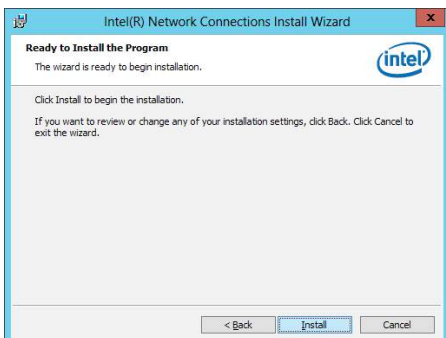 Intel(R) Network Connections Install Wizard
x
Ready to Install the Program
The wizard is ready to begin installation.
intel
Click Install to begin the installation.
If you want to review or change any of your installation settings, click Back. Click Cancel to
exit the wizard.
< Back
Install
Cancel